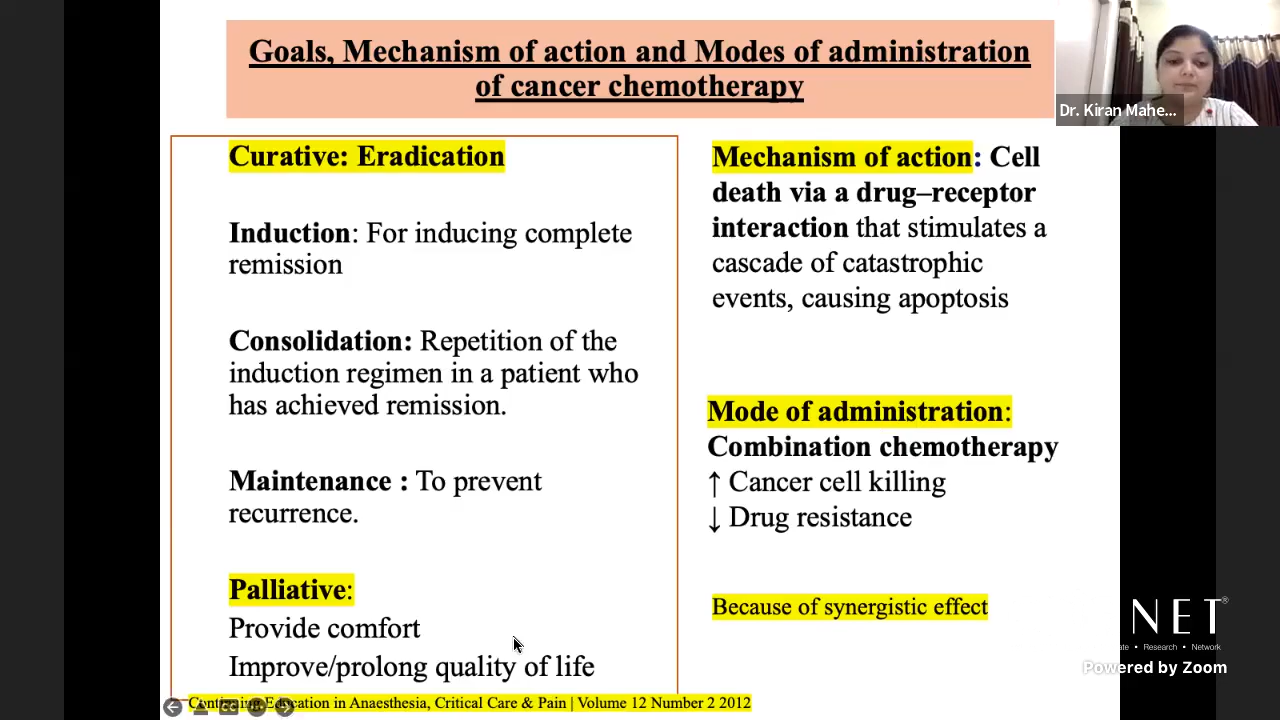 Goals, Mechanism of action and Modes of administration
of cancer chemotherapy
Dr. Kiran Mahe...
Curative: Eradication
Induction: For inducing complete
remission
Consolidation: Repetition of the
induction regimen in a patient who
has achieved remission.
Maintenance : To prevent
recurrence.
Palliative:
Provide comfort
Improve/prolong quality of life
Mechanism of action: Cell
death via a drug–receptor
interaction that stimulates a
cascade of catastrophic
events, causing apoptosis
Mode of administration:
Combination chemotherapy
↑ Cancer cell killing
↓ Drug resistance
Because of synergistic effect
NET®
• Research • Network
Powered by Zoom
Continuing Education in Anaesthesia, Critical Care & Pain | Volume 12 Number 2 2012